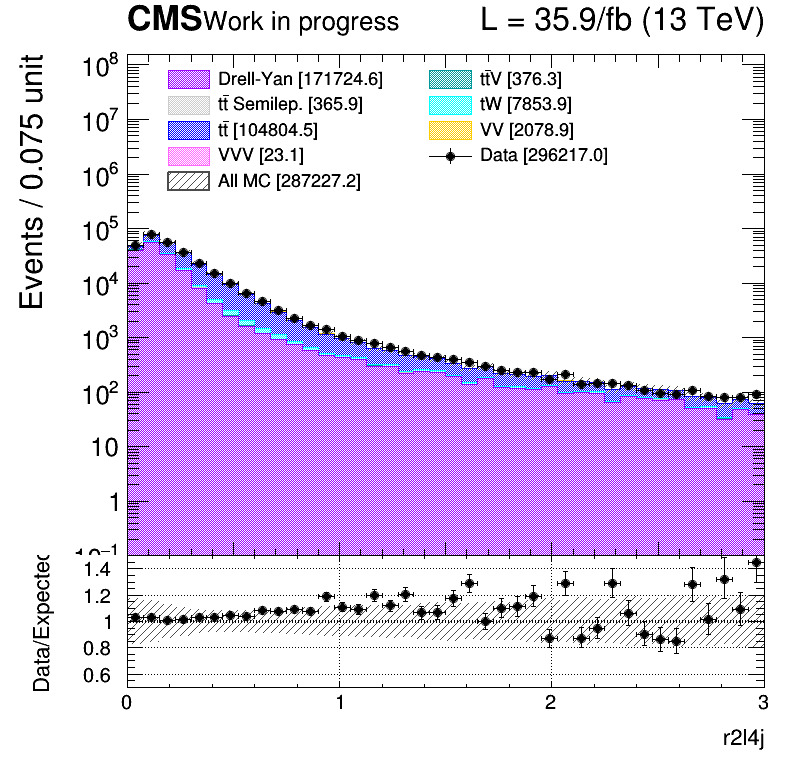 CMS Work in progress L = 35.9/fb (13 TeV)
Events / 0.075 unit
Drell-Yan [171724.6]
tt̄ Semilep. [365.9]
tt̄ [104804.5]
VVV [23.1]
All MC [287227.2]
tt̄V [376.3]
tW [7853.9]
VV [2078.9]
Data [296217.0]
10⁸
10⁷
10⁶
10⁵
10⁴
10³
10²
10
1
10⁻¹
Data/Expected
1.4
1.2
1
0.8
0.6
0 1 2 3
r2l4j